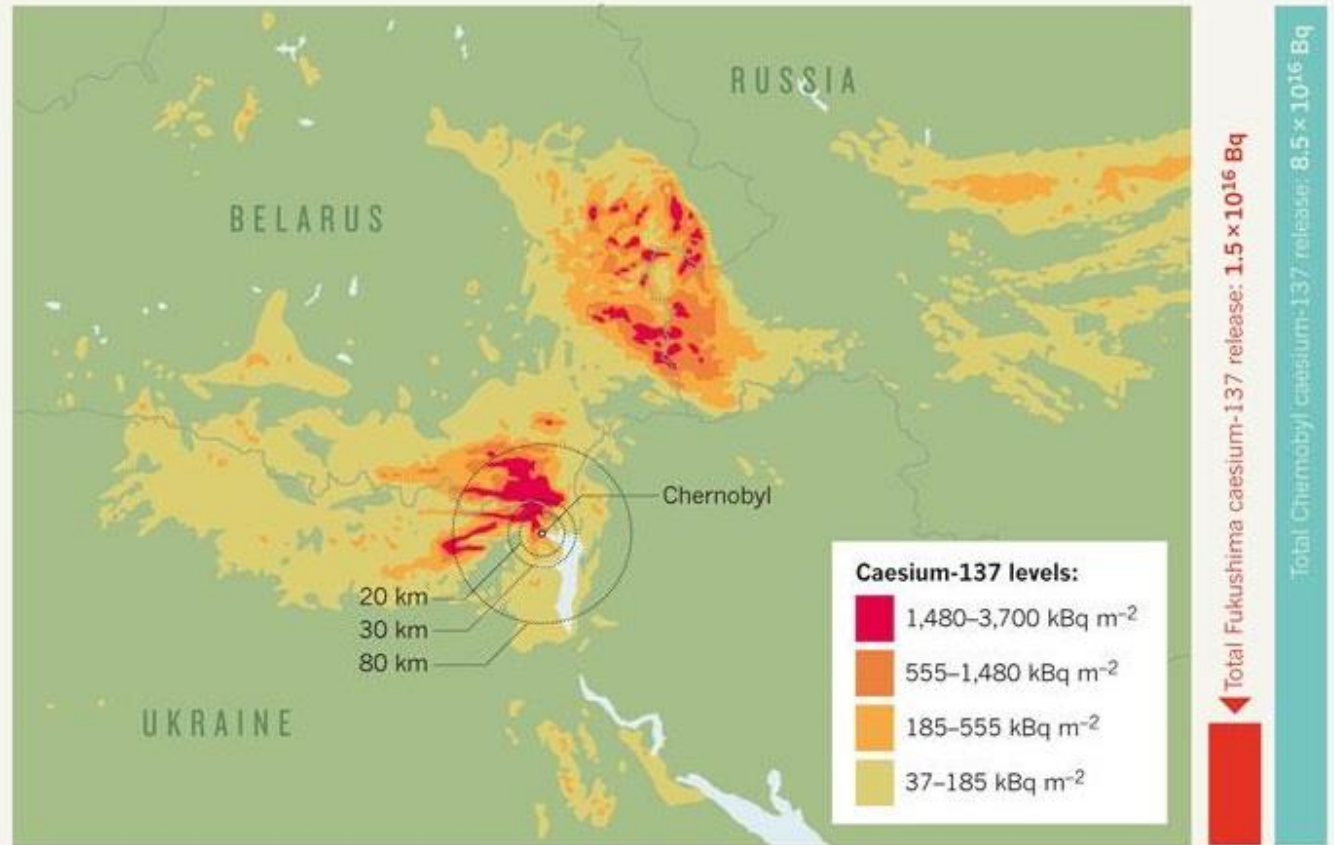 RUSSIA
BELARUS
Chernobyl
20 km
30 km
80 km
UKRAINE
Caesium-137 levels:
1,480–3,700 kBq m⁻²
555–1,480 kBq m⁻²
185–555 kBq m⁻²
37–185 kBq m⁻²
Total Fukushima caesium-137 release: 1.5×10¹⁶ Bq
Total Chernobyl caesium-137 release: 8.5×10¹⁶ Bq